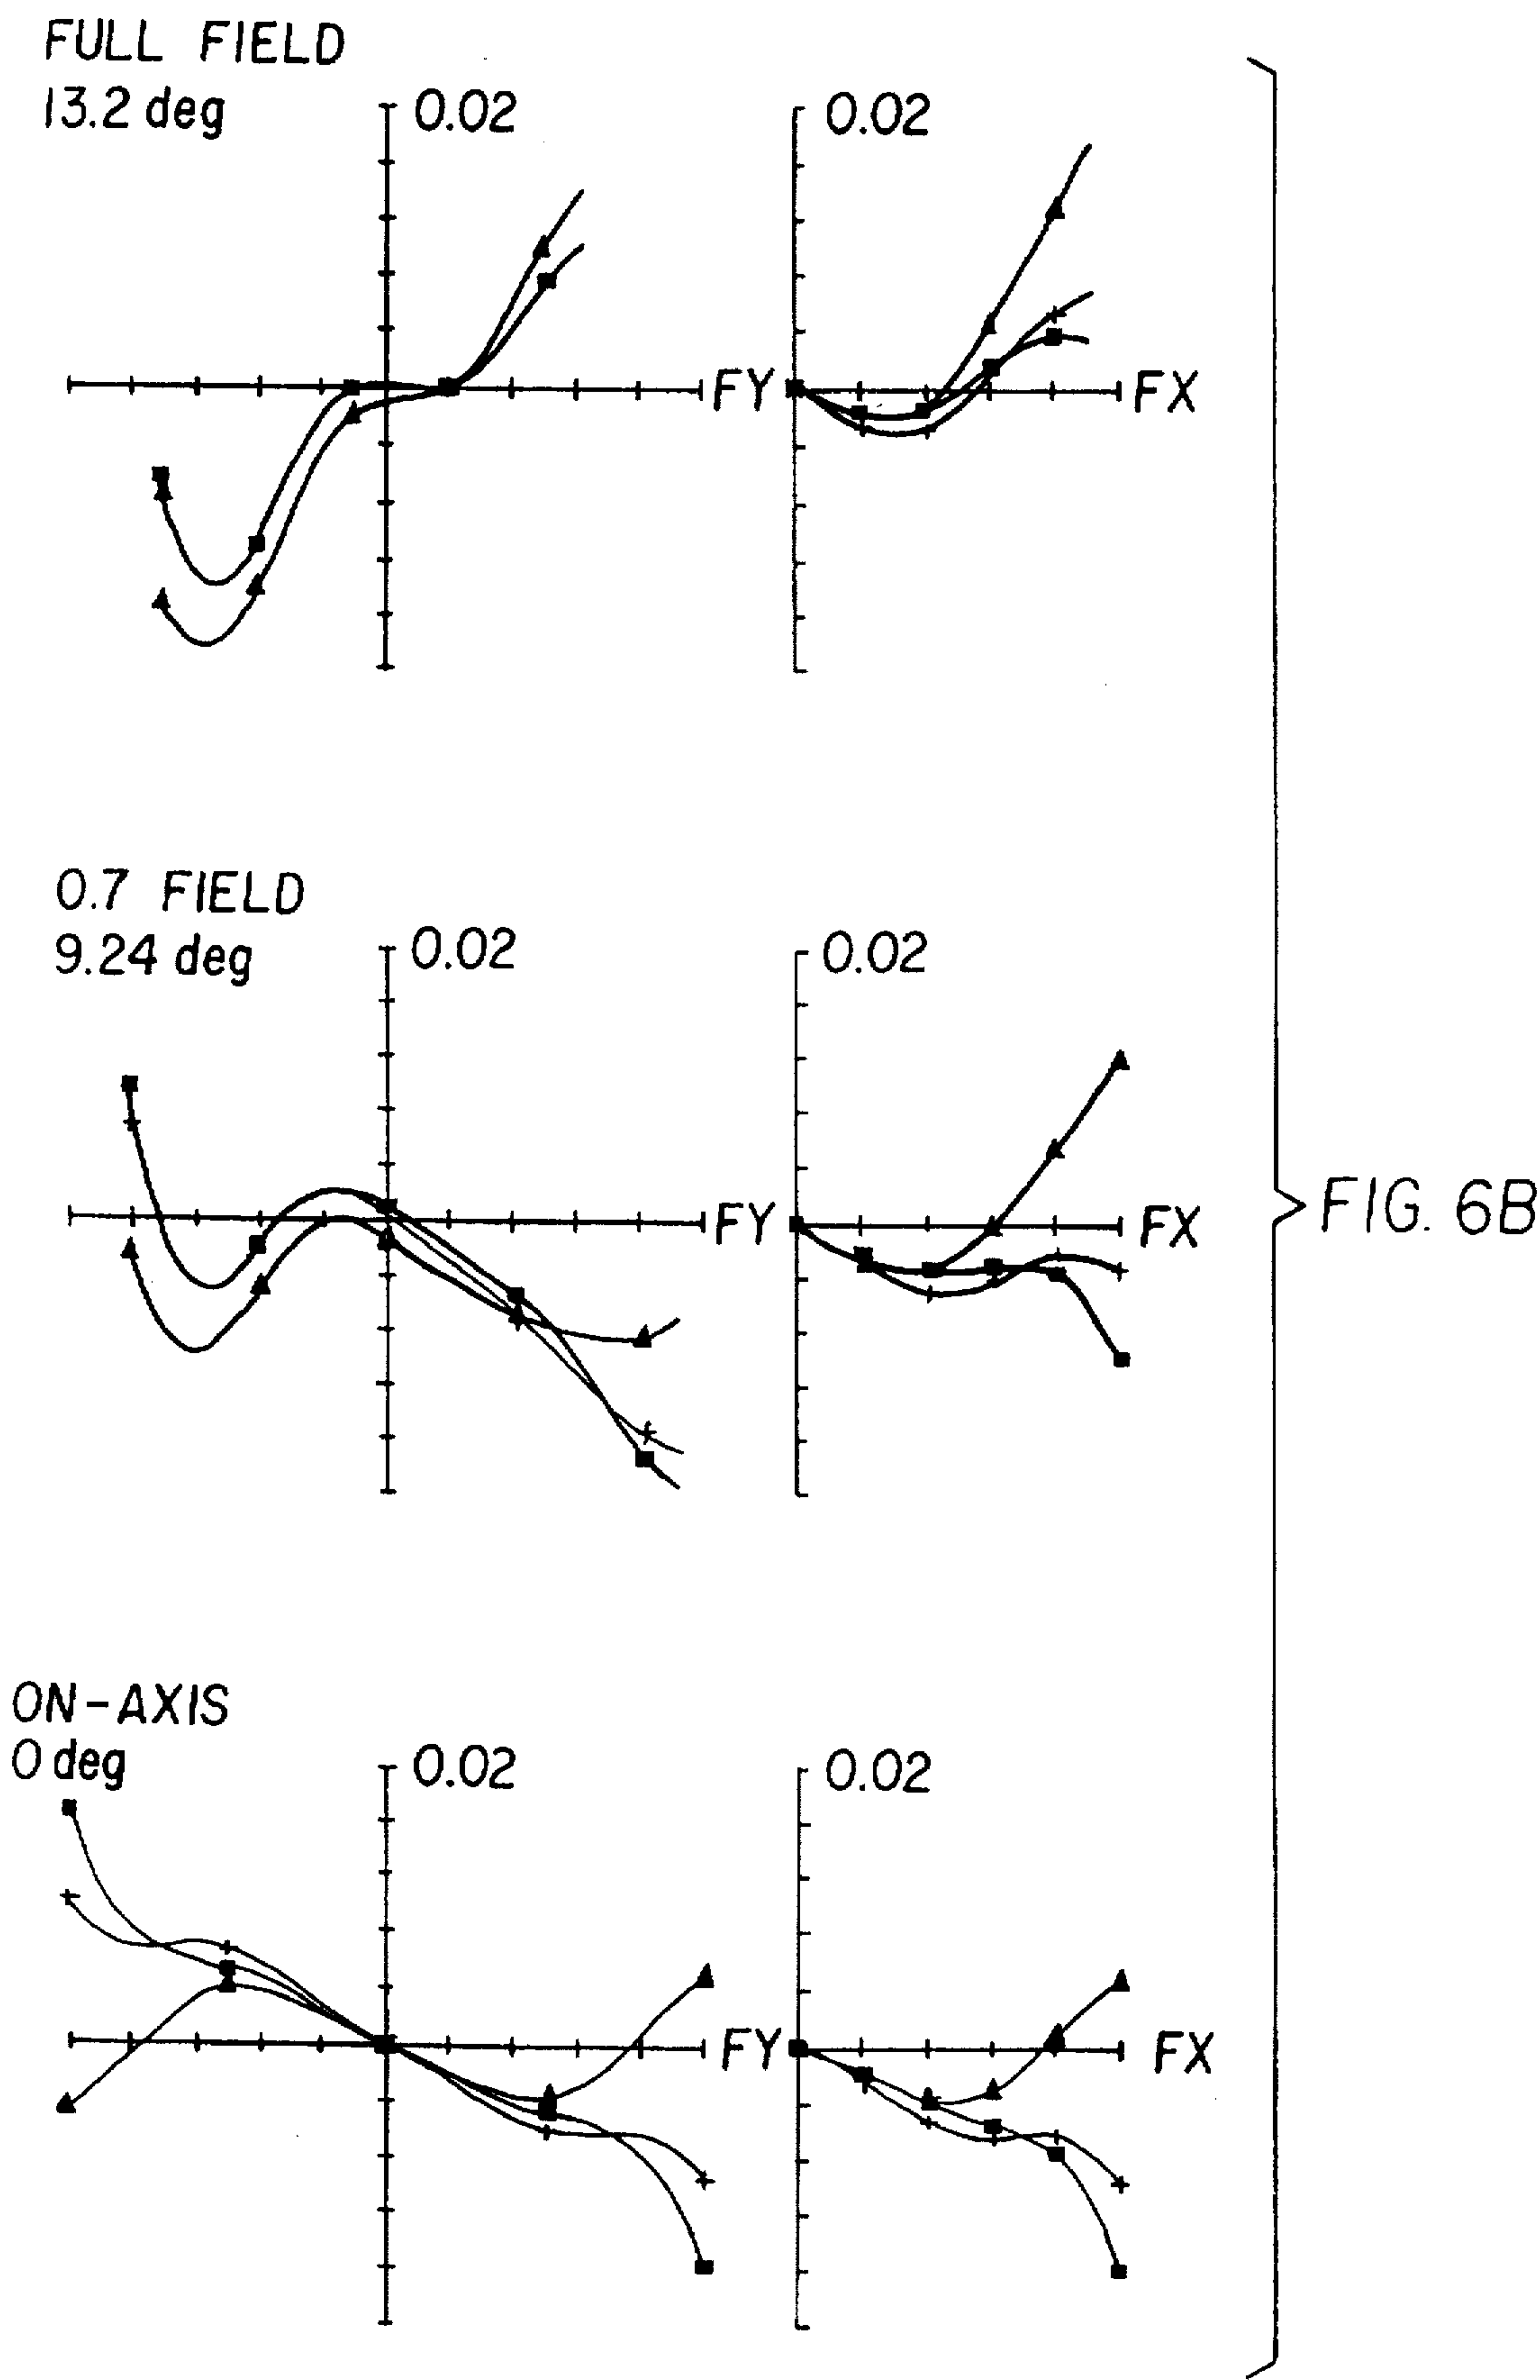 FULL FIELD
13.2 deg
0.02
0.02
FY
FX
0.7 FIELD
9.24 deg
0.02
0.02
FY
FX
FIG. 6B
ON-AXIS
0 deg
0.02
0.02
FY
FX